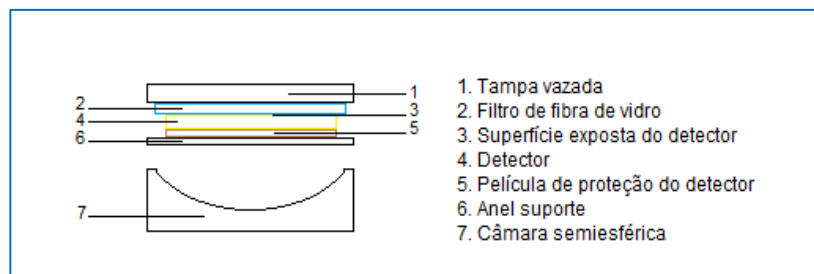 1
2
3
4
5
6
7
1. Tampa vazada
2. Filtro de fibra de vidro
3. Superfície exposta do detector
4. Detector
5. Película de proteção do detector
6. Anel suporte
7. Câmara semiesférica